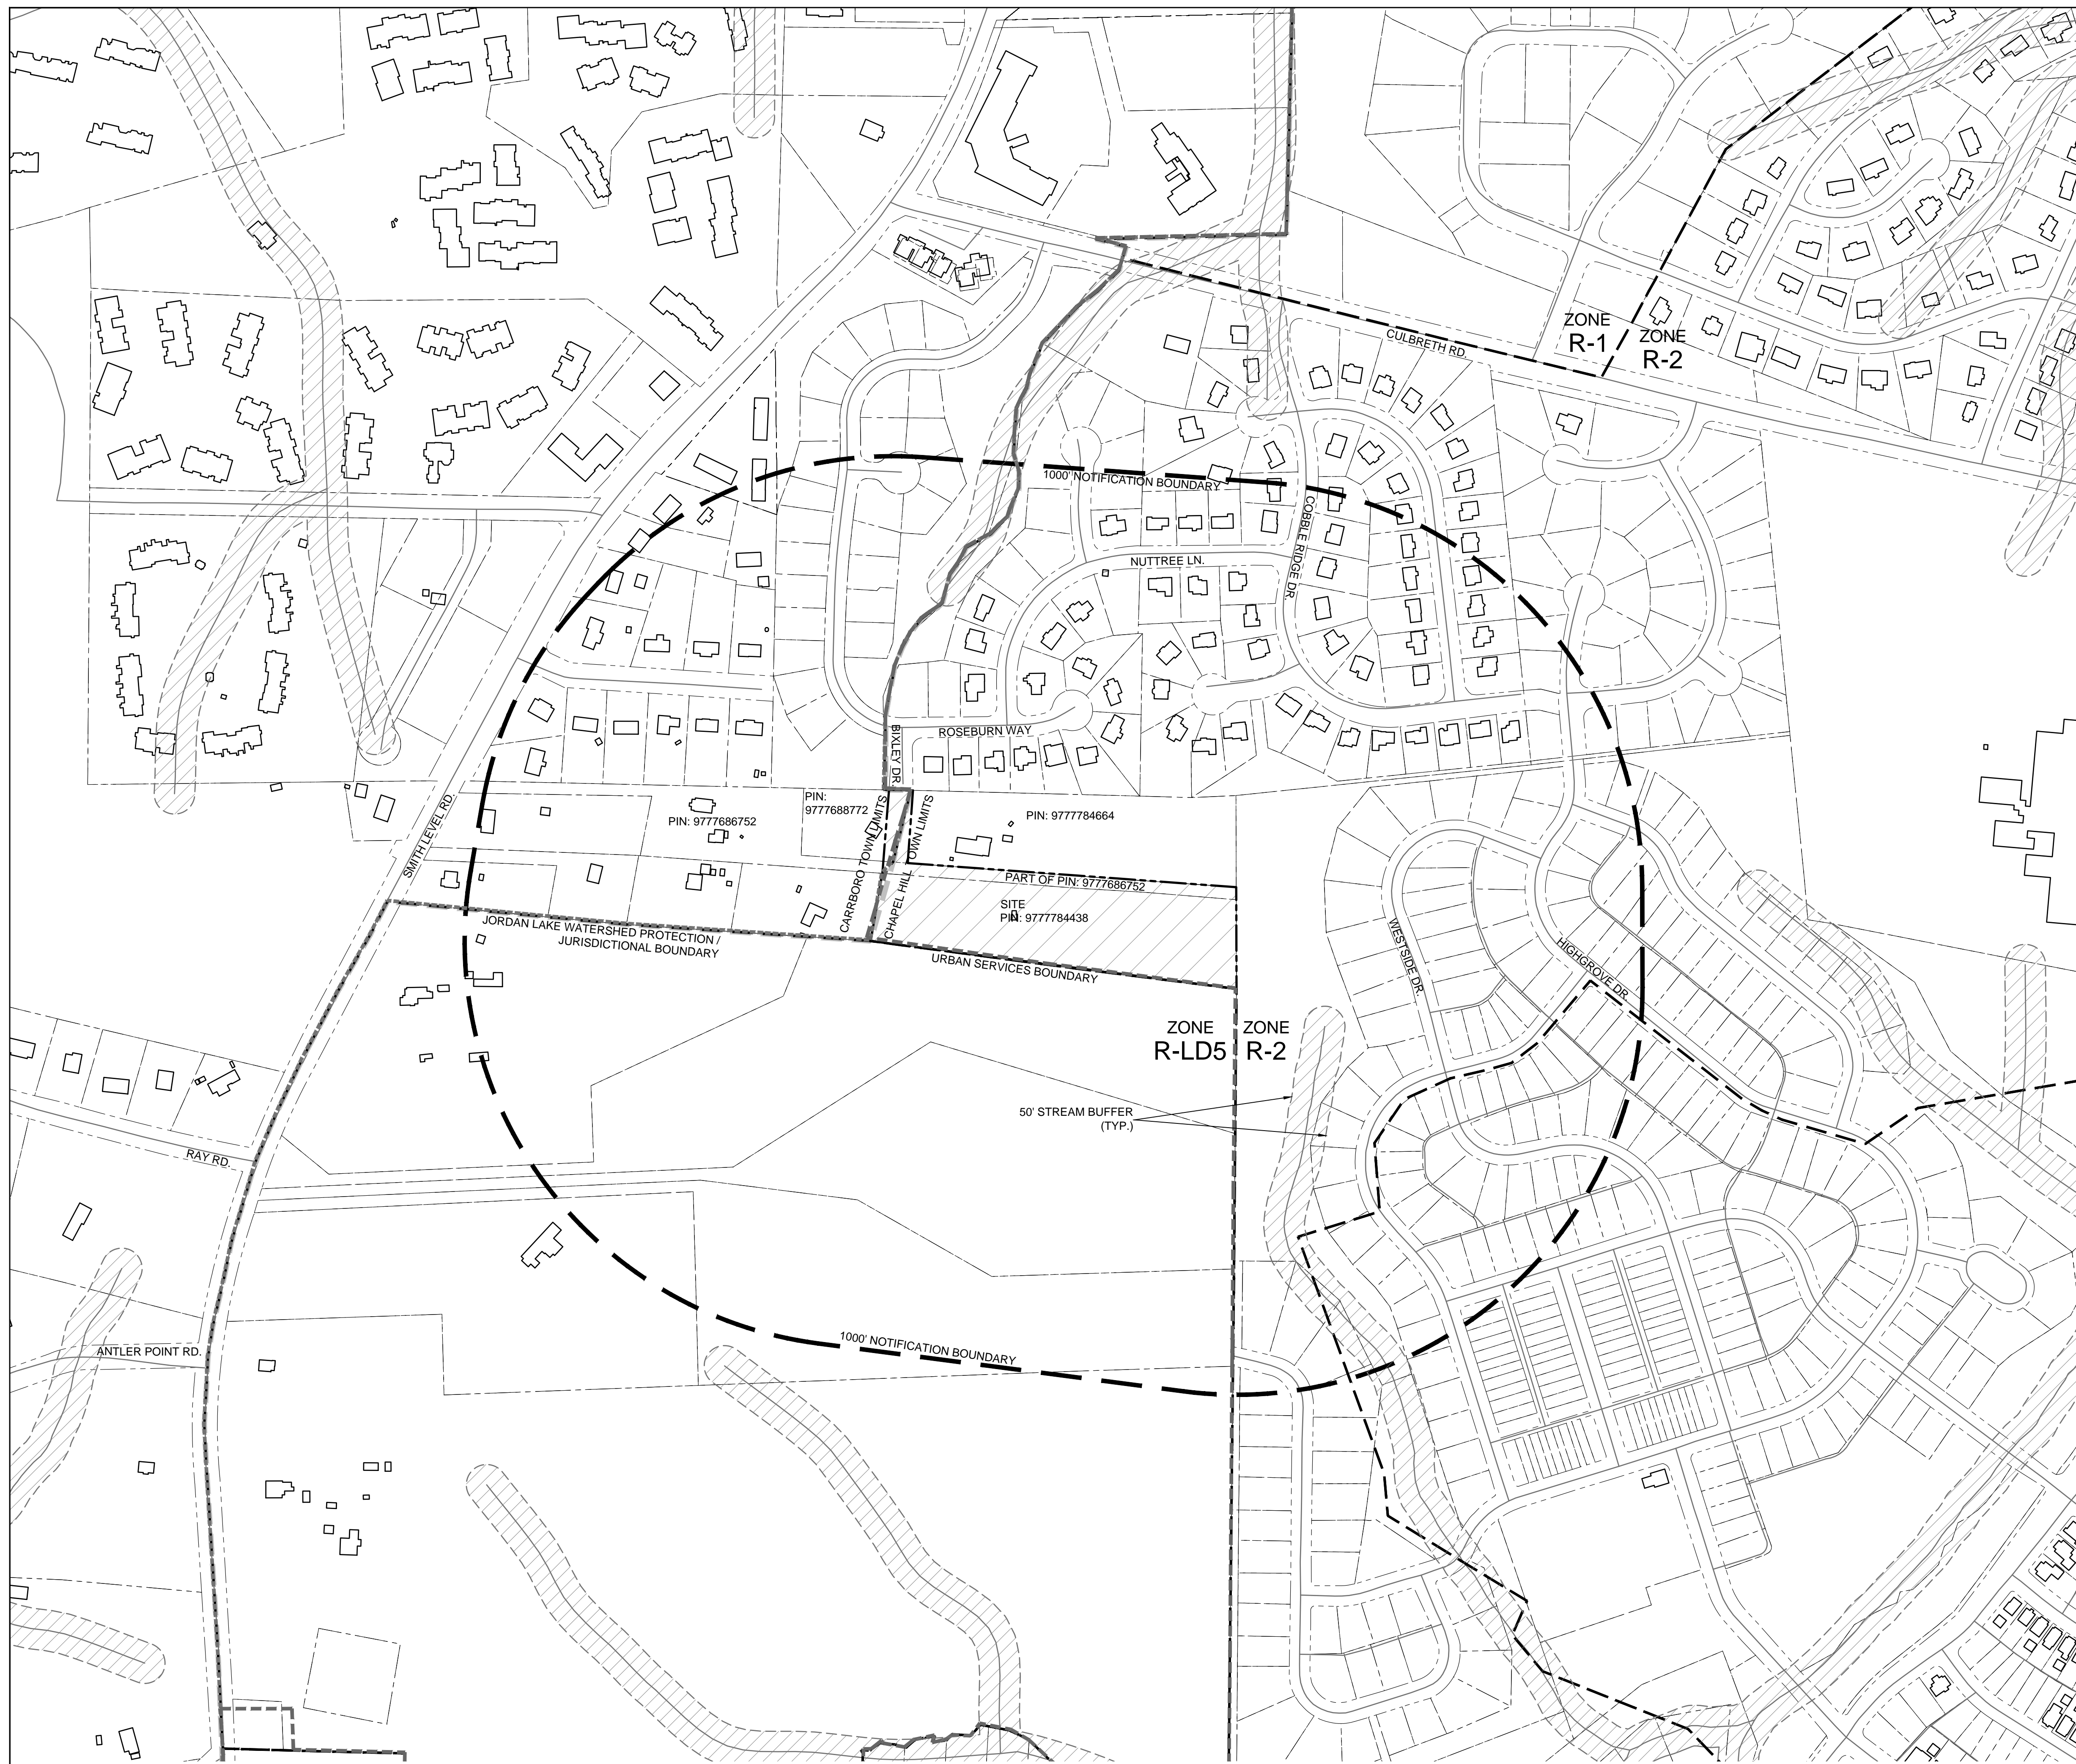 ZONE
R-1
ZONE
R-2
CULBRETH RD.
1000' NOTIFICATION BOUNDARY
COBBLE RIDGE DR.
NUTTREE LN.
BIXLEY DR.
ROSEBURN WAY
SMITH LEVEL RD.
PIN: 9777686752
PIN:
9777688772
CARRBORO TOWN LIMITS
CHAPEL HILL TOWN LIMITS
PIN: 9777784664
PART OF PIN: 9777686752
SITE
PIN: 9777784438
JORDAN LAKE WATERSHED PROTECTION /
JURISDICTIONAL BOUNDARY
URBAN SERVICES BOUNDARY
WESTSIDE DR.
HIGHGROVE DR.
ZONE
R-LD5
ZONE
R-2
50' STREAM BUFFER
(TYP.)
RAY RD.
ANTLER POINT RD.
1000' NOTIFICATION BOUNDARY